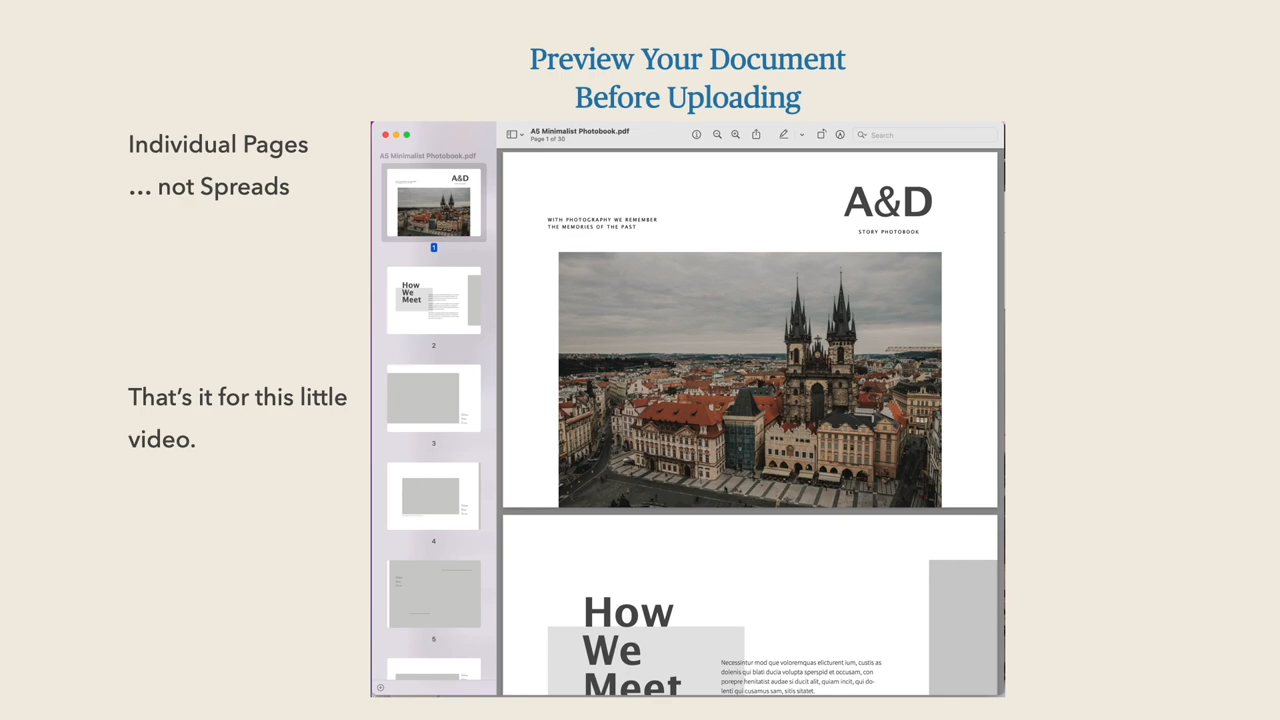 Preview Your Document
Before Uploading
Individual Pages
… not Spreads
That's it for this little
video.
A5 Minimalist Photobook.pdf
Page 1 of 30
Search
A5 Minimalist Photobook.pdf
A&D
1
How
We
Meet
2
3
4
5
A&D
STORY PHOTOBOOK
WITH PHOTOGRAPHY WE REMEMBER
THE MEMORIES OF THE PAST
How
We
Meet
Necessintur mod que voloremquas elicturent ium, custis as
dolenis qui blati ducia volupta sperspid et occusam, con
porepre henitatist audae si ducit alit, quiam incit, qui do-
lenti qui cusamus sam, sitis sitatet.